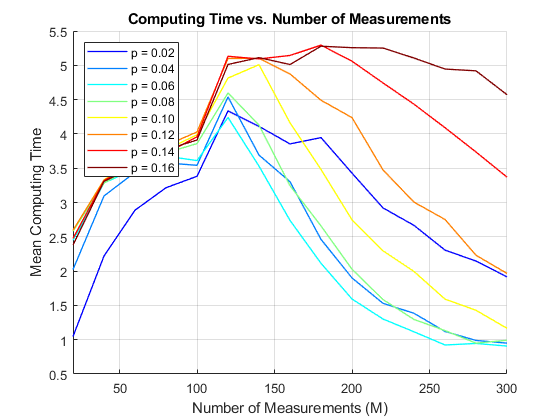 Computing Time vs. Number of Measurements
5.5
5
4.5
4
3.5
3
2.5
2
1.5
1
0.5
Mean Computing Time
p = 0.02
p = 0.04
p = 0.06
p = 0.08
p = 0.10
p = 0.12
p = 0.14
p = 0.16
50 100 150 200 250 300
Number of Measurements (M)